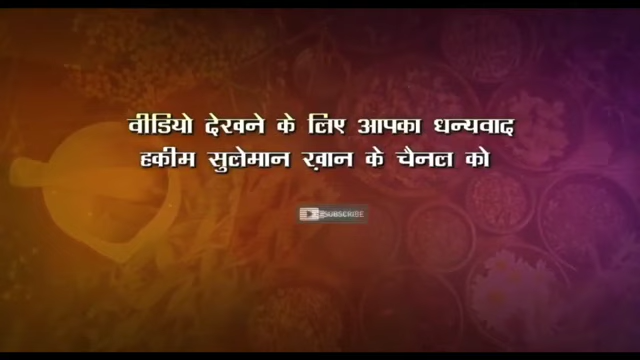 वीडियो देखने के लिए आपका धन्यवाद
हकीम सुलेमान ख़ान के चैनल को
SUBSCRIBE